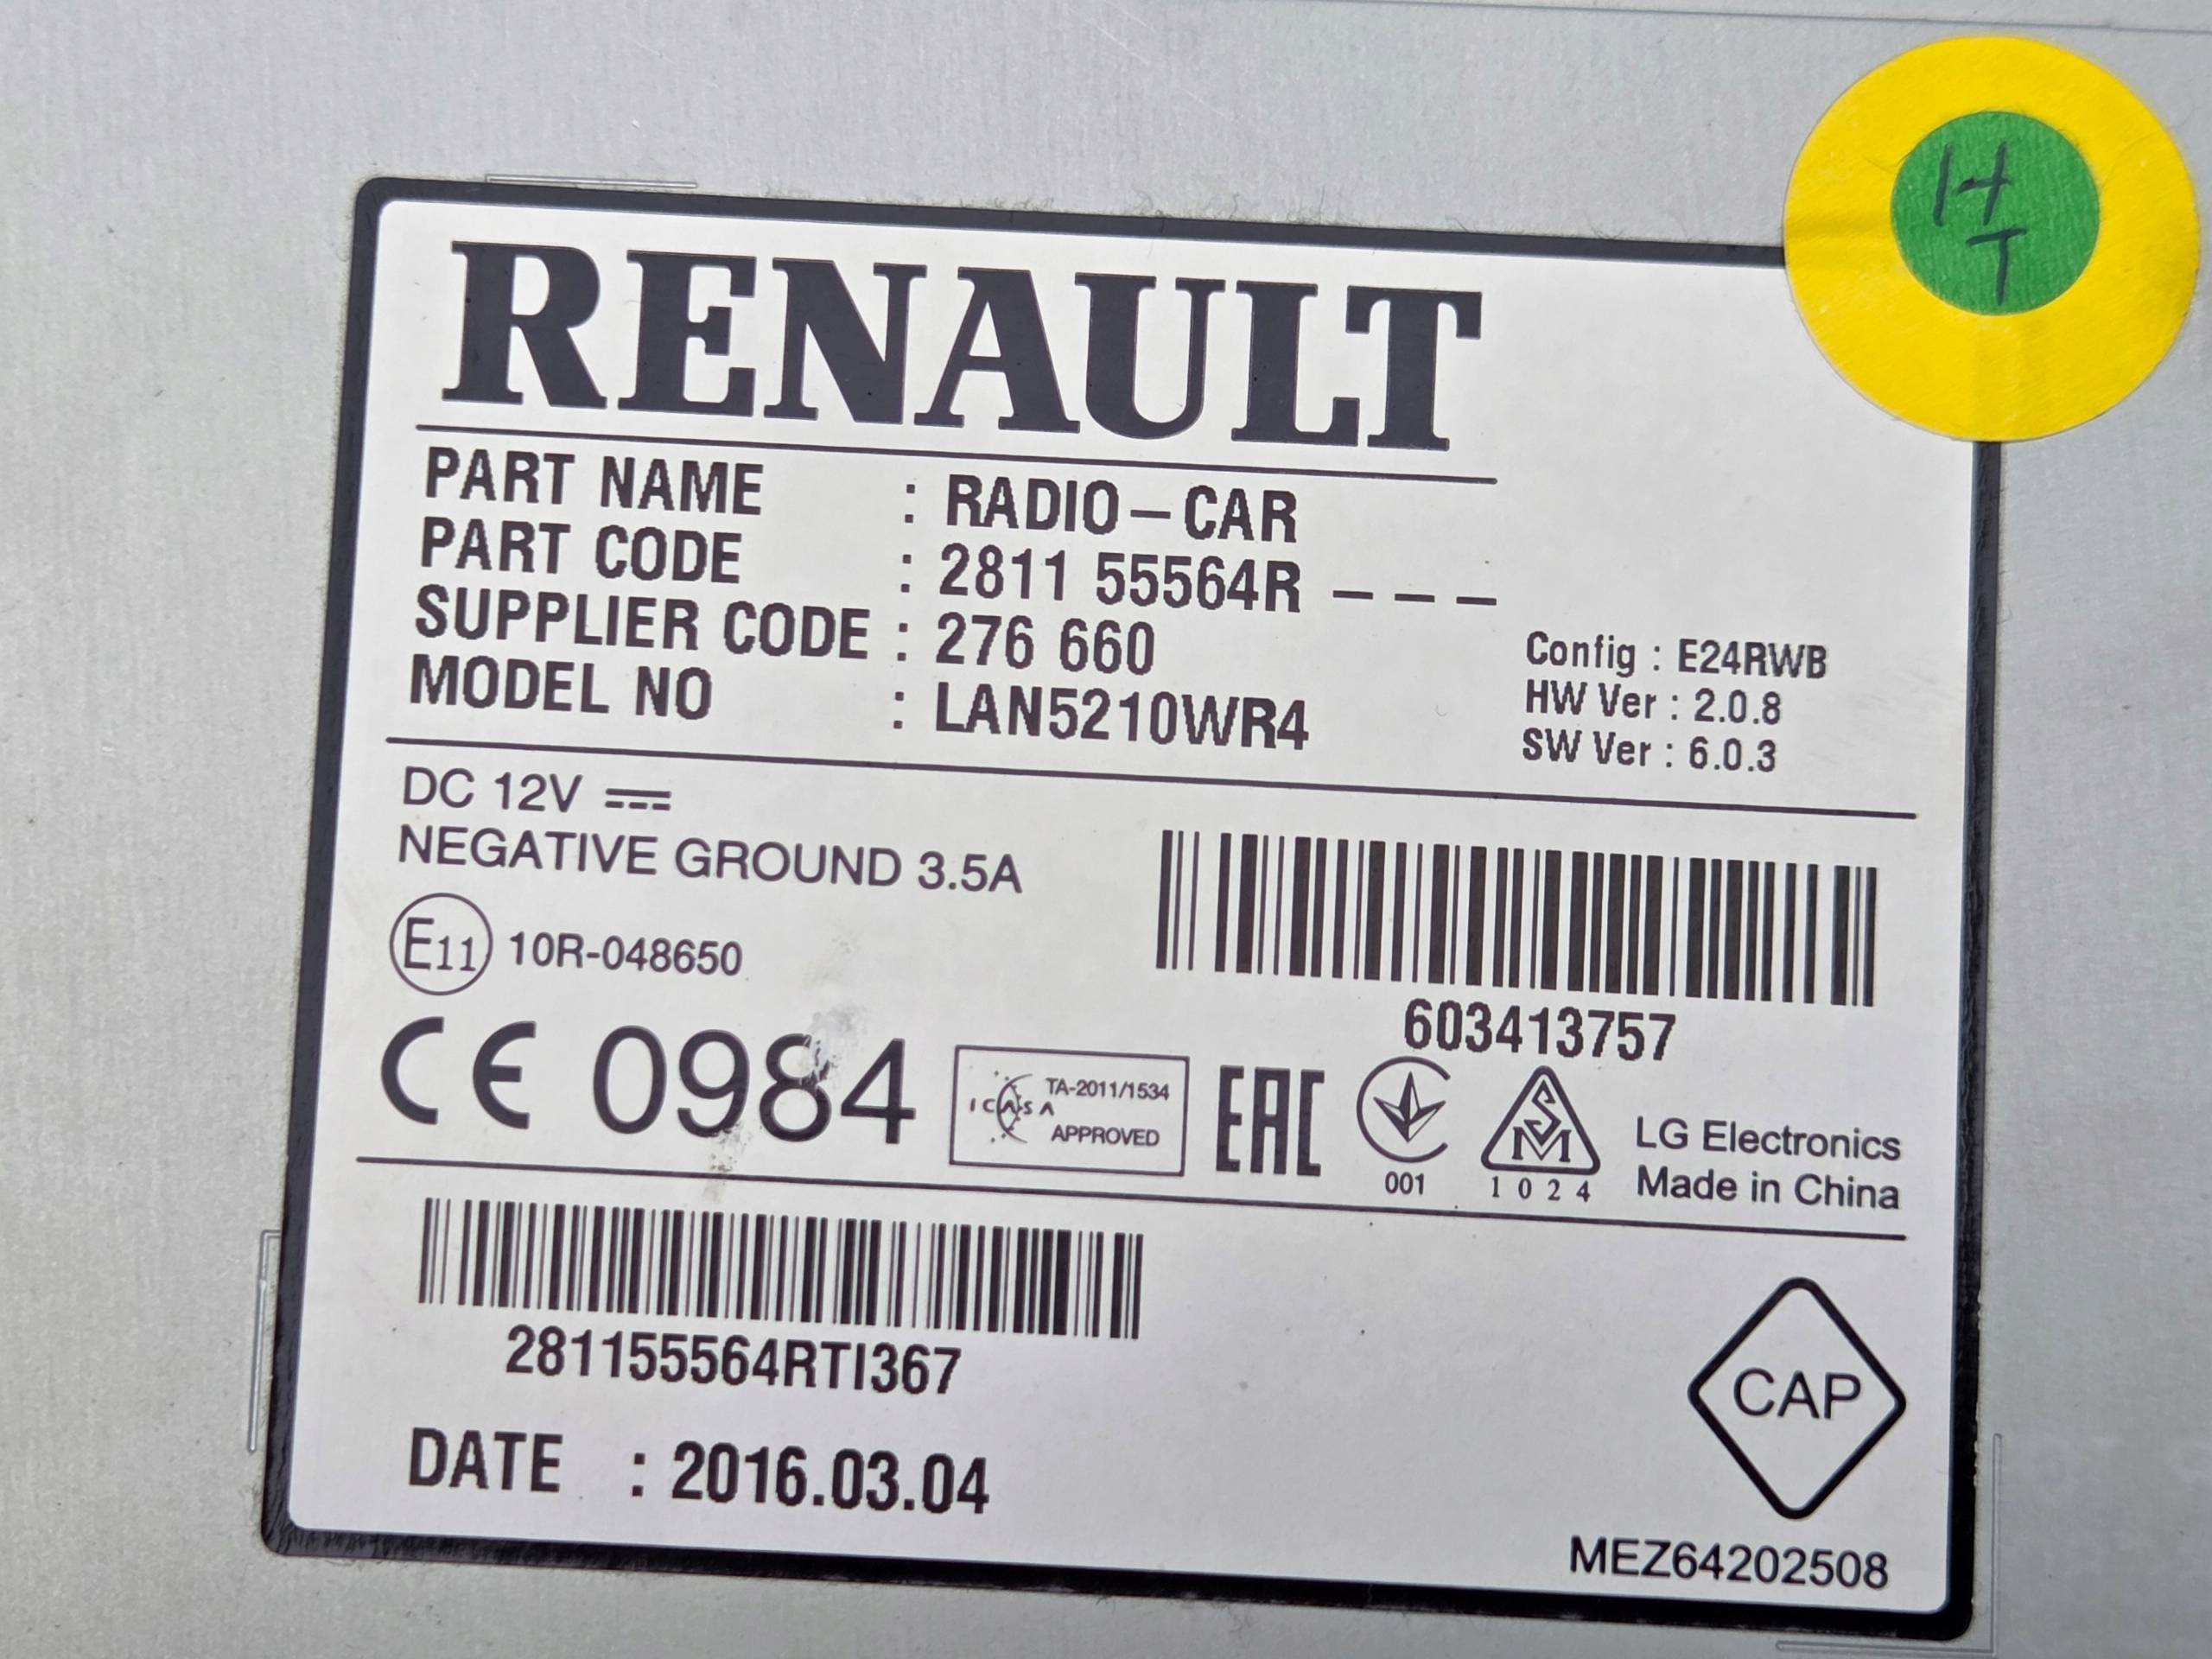 H
T
RENAULT
PART NAME : RADIO-CAR
PART CODE : 2811 55564R - - -
SUPPLIER CODE : 276 660
MODEL NO : LAN5210WR4
Config : E24RWB
HW Ver : 2.0.8
SW Ver : 6.0.3
DC 12V
NEGATIVE GROUND 3.5A
E11 10R-048650
603413757
CE 0984
ICASA
TA-2011/1534
APPROVED
EAC
001
SM
1024
LG Electronics
Made in China
281155564RTI367
DATE : 2016.03.04
CAP
MEZ64202508